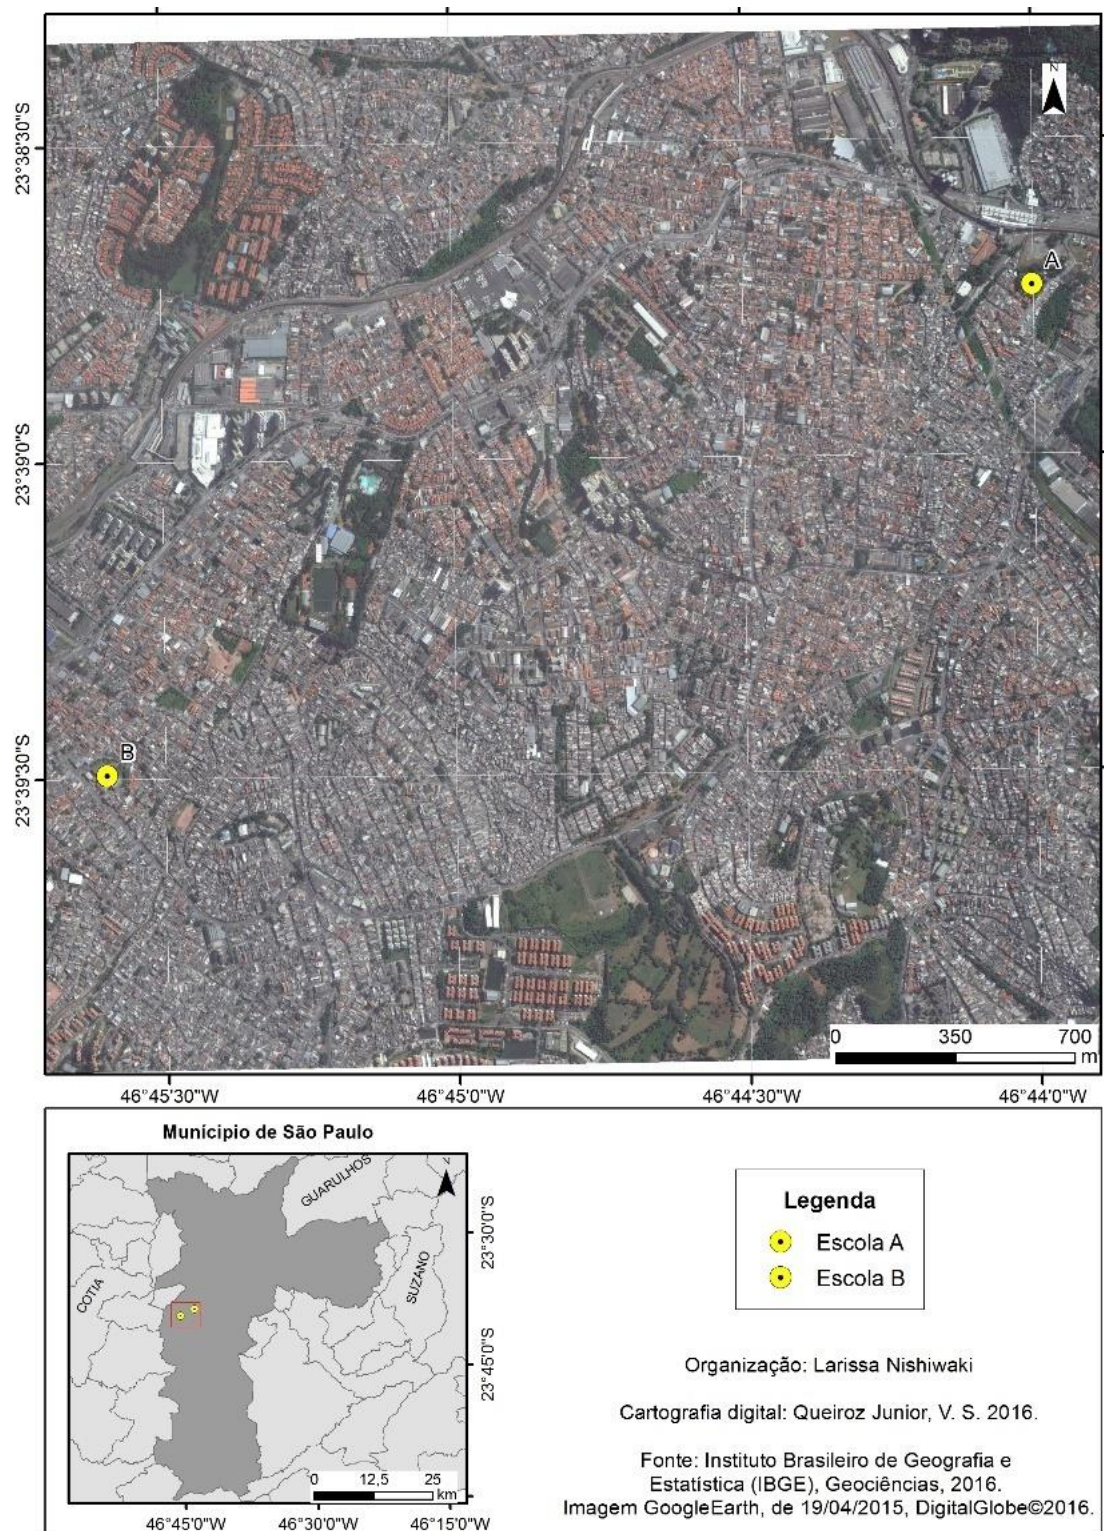 N
23°38'30"S
A
23°39'0"S
B
23°39'30"S
0 350 700
m
46°45'30"W 46°45'0"W 46°44'30"W 46°44'0"W
Munícipio de São Paulo
GUARULHOS
COTIA
SUZANO
23°30'0"S
23°45'0"S
0 12,5 25
km
46°45'0"W 46°30'0"W 46°15'0"W
Legenda
Escola A
Escola B
Organização: Larissa Nishiwaki
Cartografia digital: Queiroz Junior, V. S. 2016.
Fonte: Instituto Brasileiro de Geografia e
Estatística (IBGE), Geociências, 2016.
Imagem GoogleEarth, de 19/04/2015, DigitalGlobe©2016.